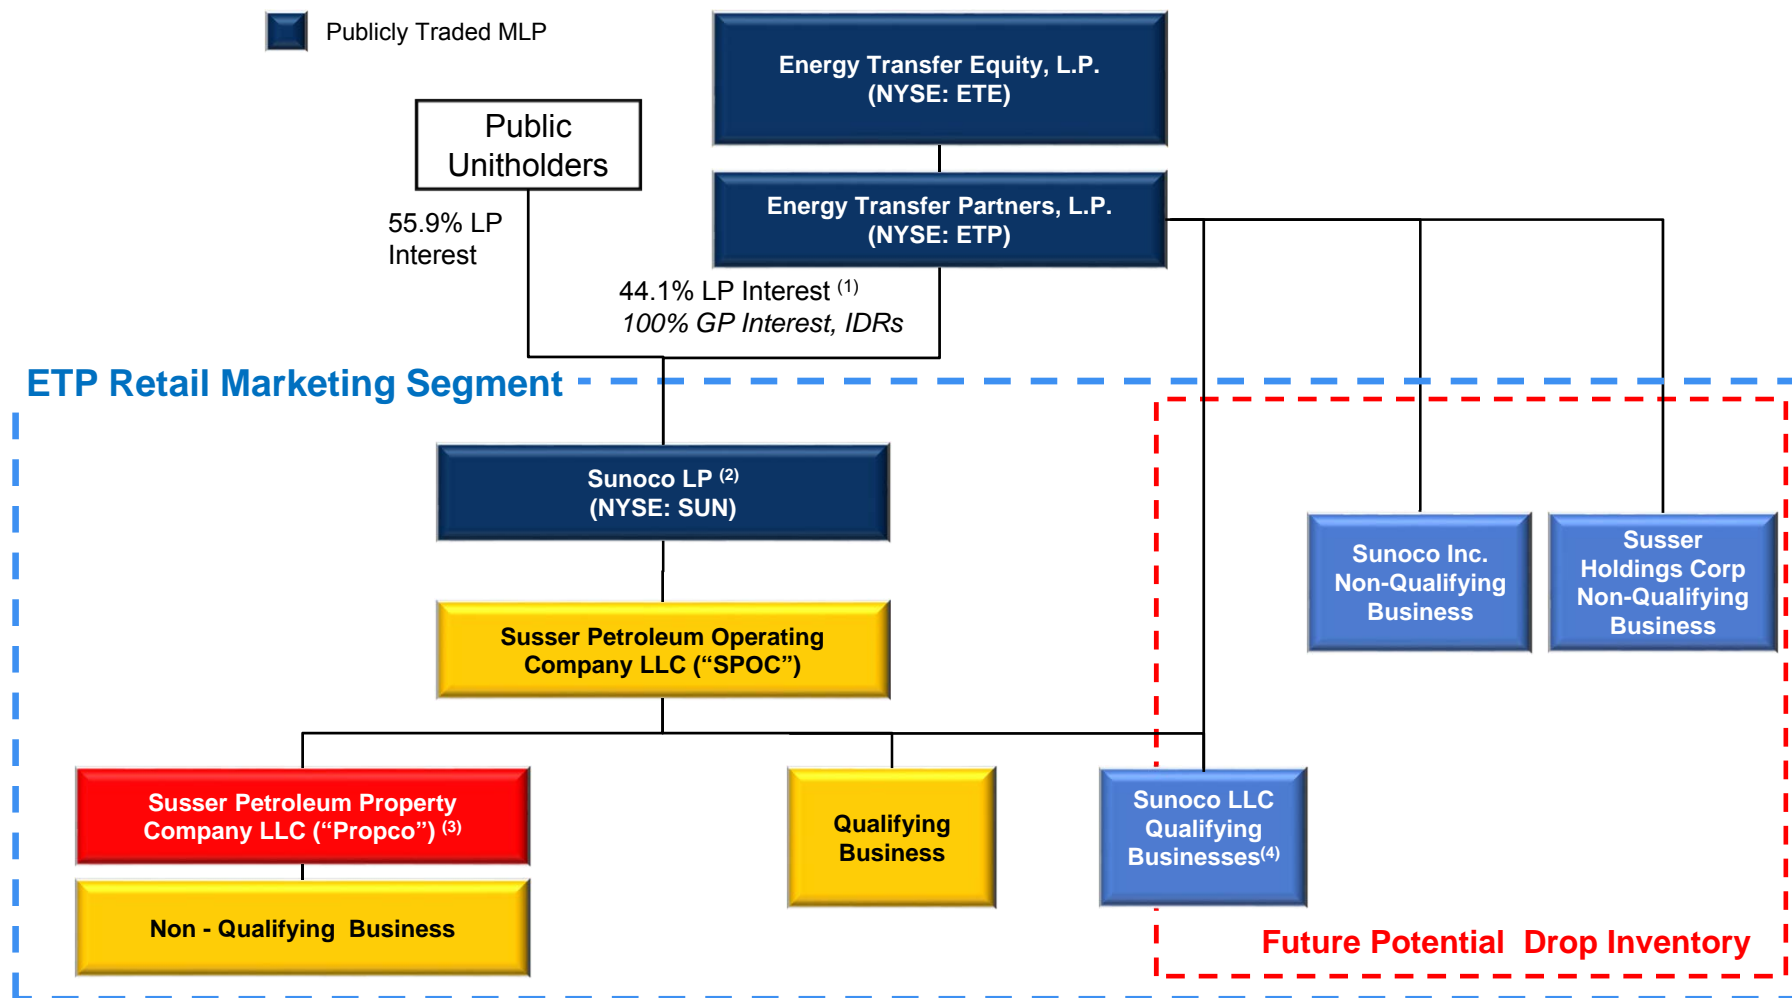 Publicly Traded MLP
Energy Transfer Equity, L.P.
(NYSE: ETE)
Public
Unitholders
Energy Transfer Partners, L.P.
(NYSE: ETP)
55.9% LP
Interest
44.1% LP Interest (1)
100% GP Interest, IDRs
ETP Retail Marketing Segment
Sunoco LP (2)
(NYSE: SUN)
Sunoco Inc.
Non-Qualifying
Business
Susser
Holdings Corp
Non-Qualifying
Business
Susser Petroleum Operating
Company LLC (“SPOC”)
Susser Petroleum Property
Company LLC (“Propco”) (3)
Qualifying
Business
Sunoco LLC
Qualifying
Businesses(4)
Non - Qualifying  Business
Future Potential  Drop Inventory